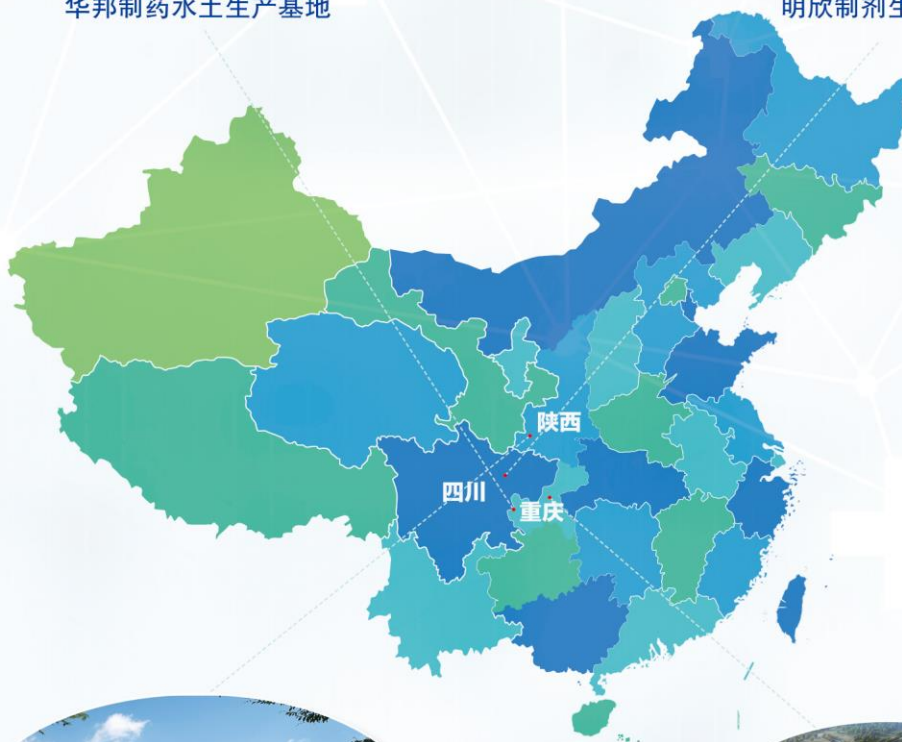 华邦制药水土生产基地
明欣制剂生
陕西
四川
重庆